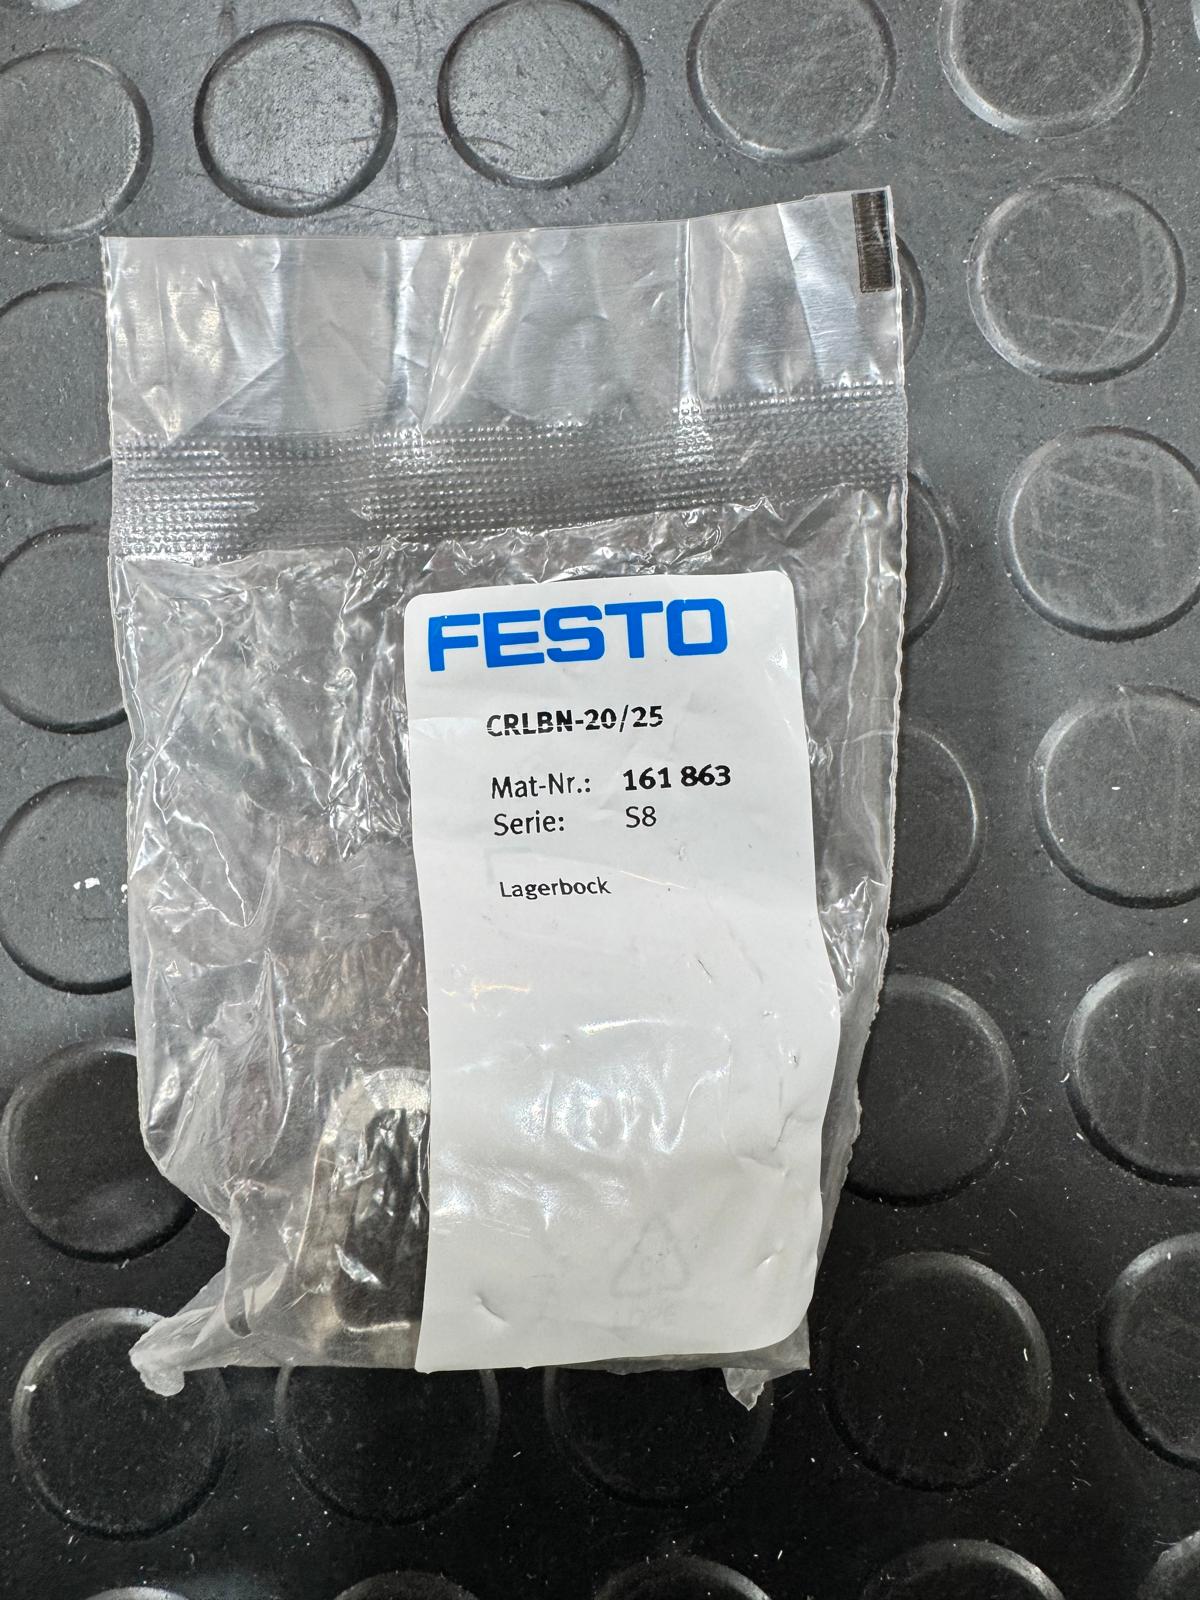 FESTO
CRLBN-20/25
Mat-Nr.: 161 863
Serie: S8
Lagerbock